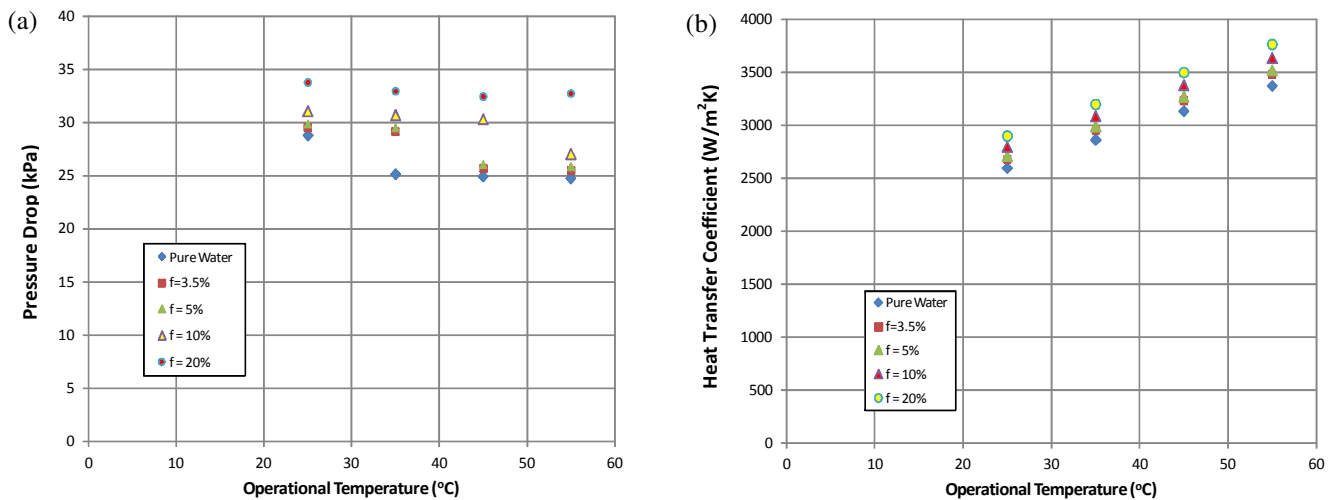 (a)
40
35
30
25
20
15
10
5
0
Pressure Drop (kPa)
Pure Water
f=3.5%
f = 5%
f = 10%
f = 20%
0 10 20 30 40 50 60
Operational Temperature (°C)
(b)
4000
3500
3000
2500
2000
1500
1000
500
0
Heat Transfer Coefficient (W/m²K)
Pure Water
f=3.5%
f = 5%
f = 10%
f = 20%
0 10 20 30 40 50 60
Operational Temperature (°C)